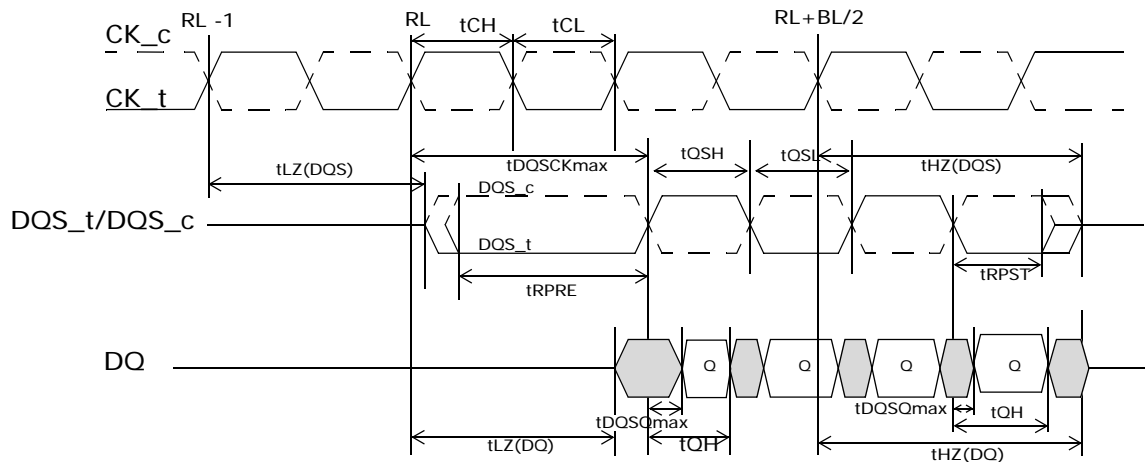 RL -1
RL
tCH
tCL
RL+BL/2
CK_c
CK_t
tLZ(DQS)
tDQSCKmax
tQSH
tQSL
tHZ(DQS)
DQS_c
DQS_t/DQS_c
DQS_t
tRPRE
tRPST
DQ
Q
Q
Q
Q
tDQSQmax
tDQSQmax
tQH
tLZ(DQ)
tQH
tHZ(DQ)